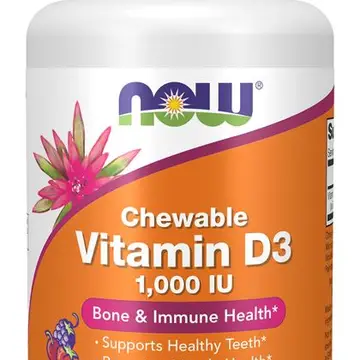 now®
Chewable
Vitamin D3
1,000 IU
Bone & Immune Health*
• Supports Healthy Teeth*